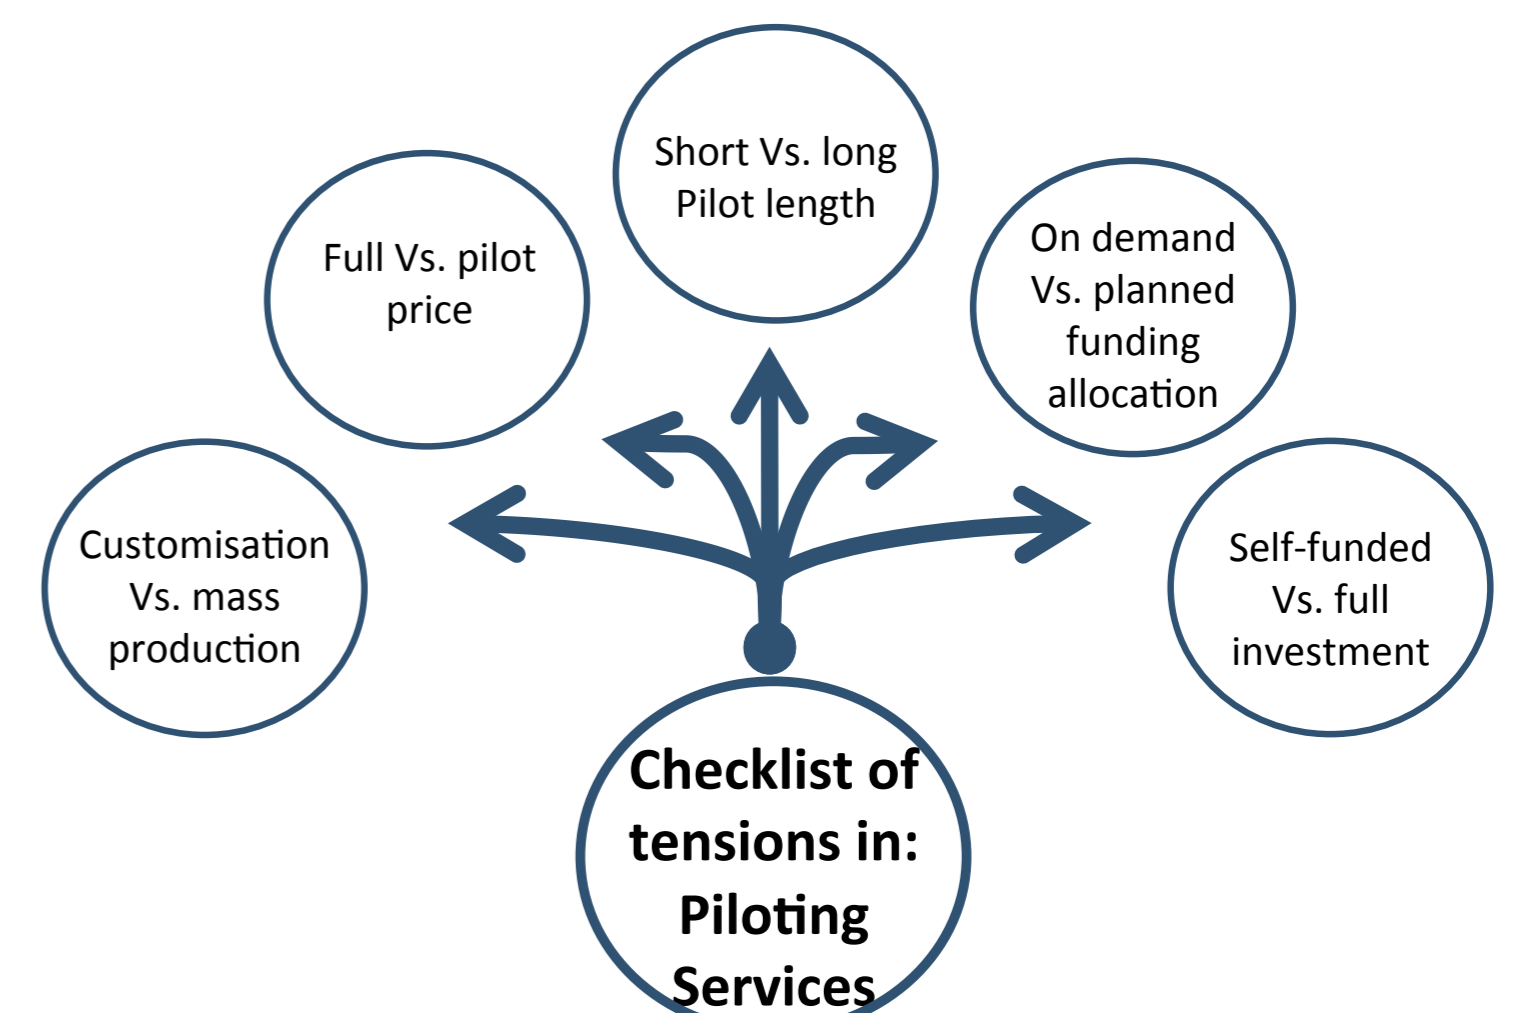 Short Vs. long
Pilot length
Full Vs. pilot
price
On demand
Vs. planned
funding
allocation
Customisation
Vs. mass
production
Self-funded
Vs. full
investment
Checklist of
tensions in:
Piloting
Services